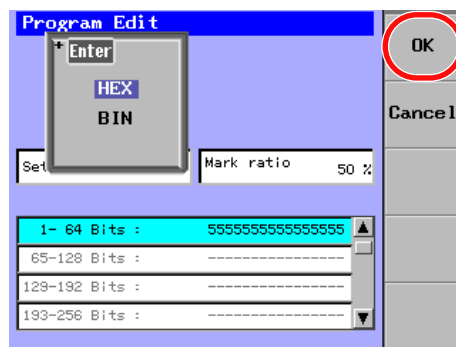 Program Edit
OK
+ Enter
HEX
BIN
Cancel
Set
Mark ratio
50 %
1- 64 Bits : 5555555555555555
65-128 Bits : ----------------
129-192 Bits : ----------------
193-256 Bits : ----------------